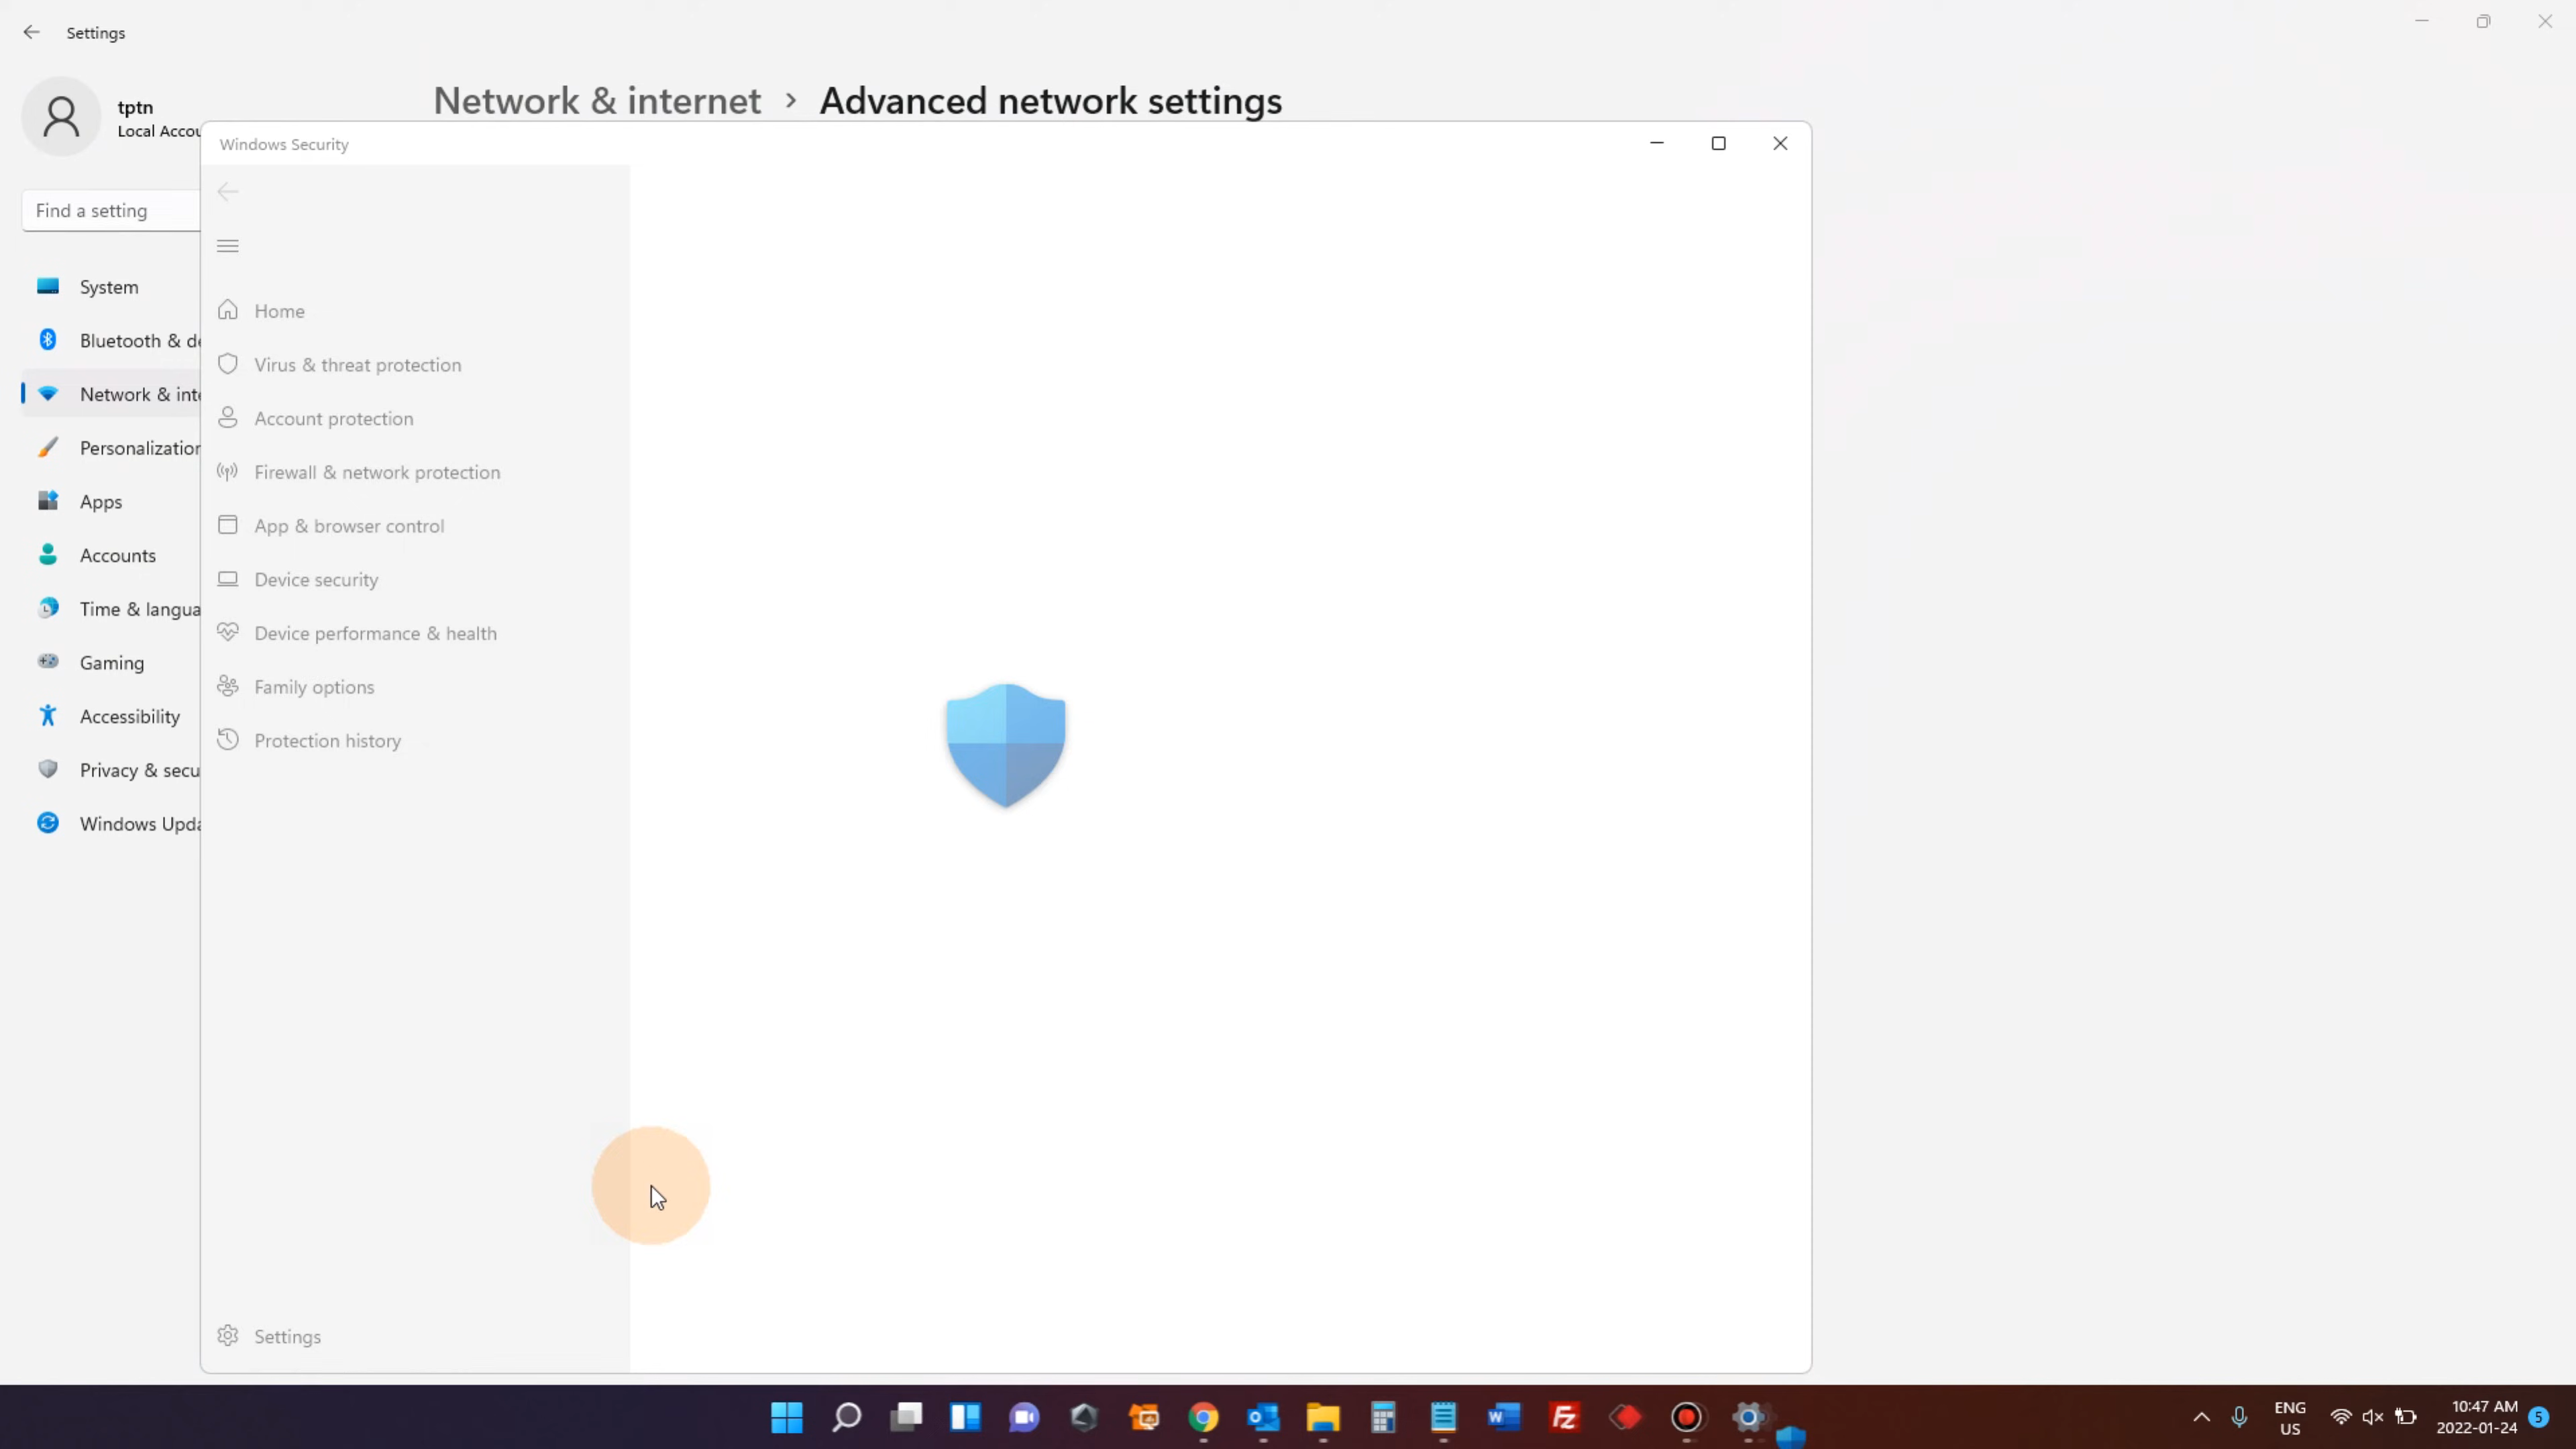 Settings
tptn
Local Accou
Network & internet > Advanced network settings
Windows Security
Find a setting
System
Bluetooth & de
Network & inte
Personalization
Apps
Accounts
Time & langua
Gaming
Accessibility
Privacy & secu
Windows Upda
Home
Virus & threat protection
Account protection
Firewall & network protection
App & browser control
Device security
Device performance & health
Family options
Protection history
Settings
ENG
US
10:47 AM
2022-01-24
5